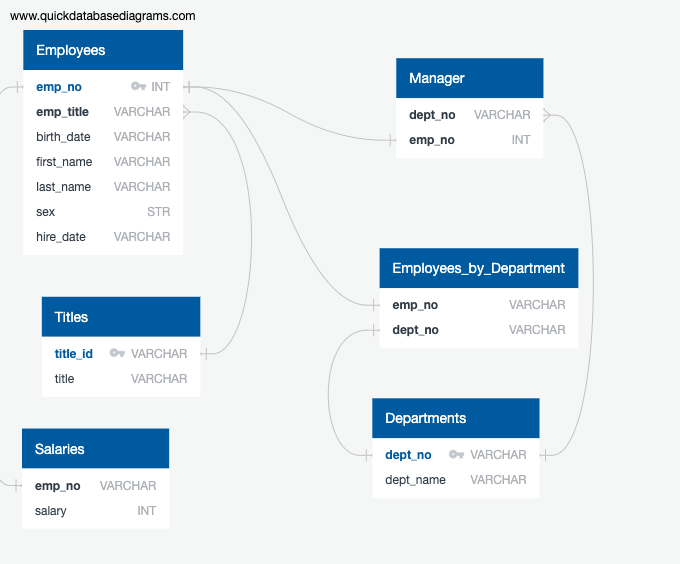 www.quickdatabasediagrams.com
Employees
emp_no INT
emp_title VARCHAR
birth_date VARCHAR
first_name VARCHAR
last_name VARCHAR
sex STR
hire_date VARCHAR
Manager
dept_no VARCHAR
emp_no INT
Employees_by_Department
emp_no VARCHAR
dept_no VARCHAR
Titles
title_id VARCHAR
title VARCHAR
Departments
dept_no VARCHAR
dept_name VARCHAR
Salaries
emp_no VARCHAR
salary INT